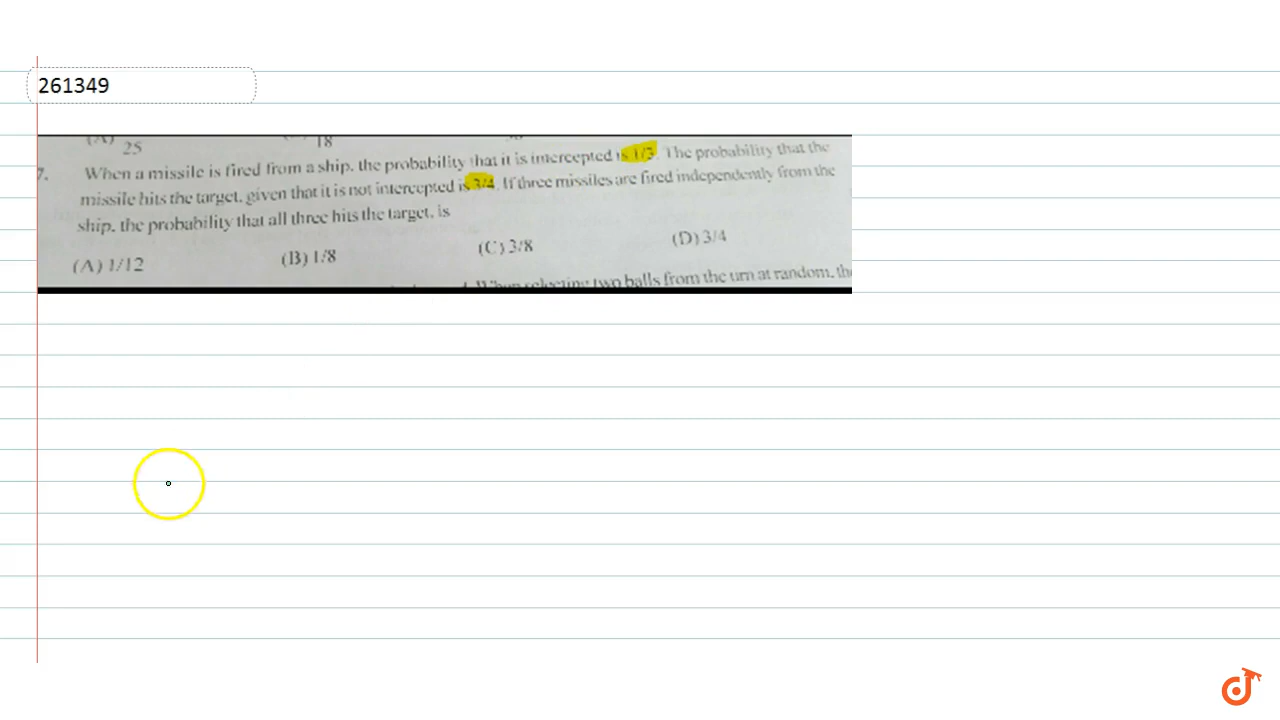 261349
25
18
7. When a missile is fired from a ship, the probability that it is intercepted is 1/3. The probability that the
missile hits the target, given that it is not intercepted is 3/4. If three missiles are fired independently from the
ship, the probability that all three hits the target, is
(A) 1/12 (B) 1/8 (C) 3/8 (D) 3/4
When selecting two balls from the urn at random, the